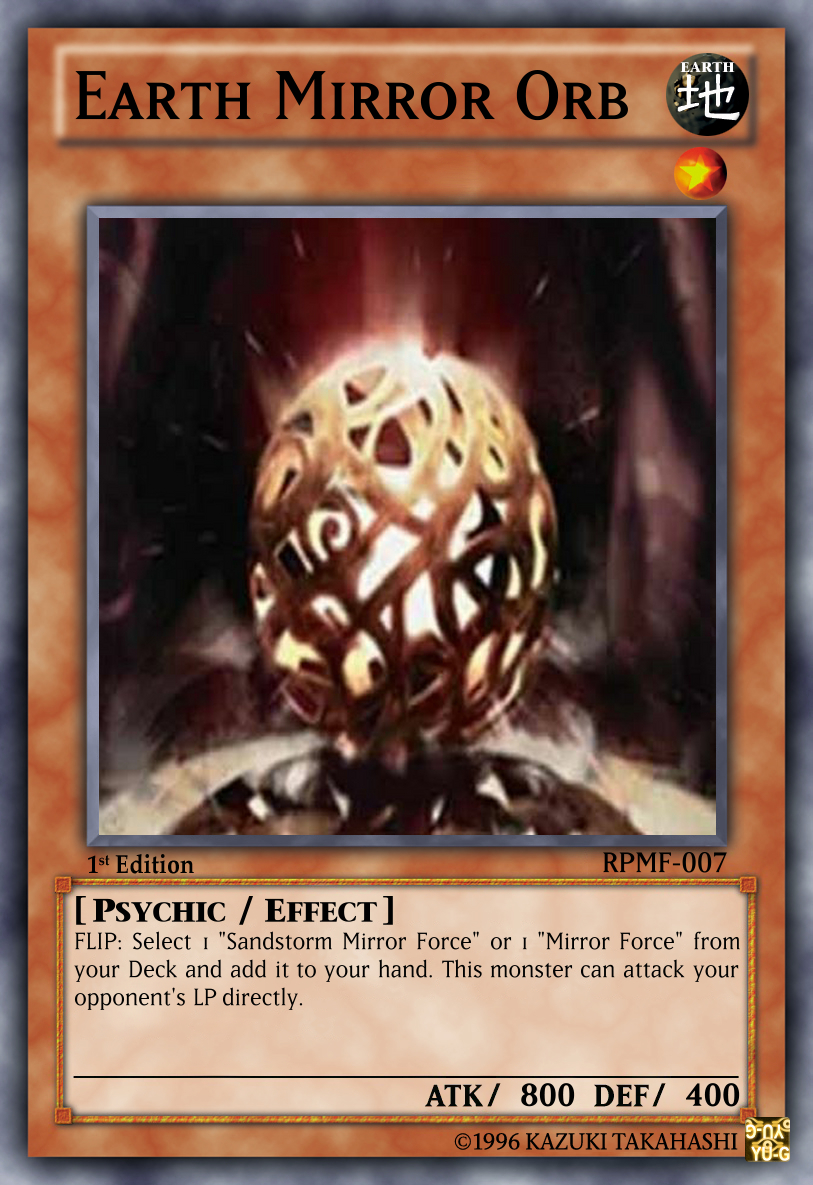 Earth Mirror Orb
EARTH
地
1st Edition
RPMF-007
[ Psychic / Effect ]
FLIP: Select 1 "Sandstorm Mirror Force" or 1 "Mirror Force" from
your Deck and add it to your hand. This monster can attack your
opponent's LP directly.
ATK/ 800 DEF/ 400
©1996 KAZUKI TAKAHASHI